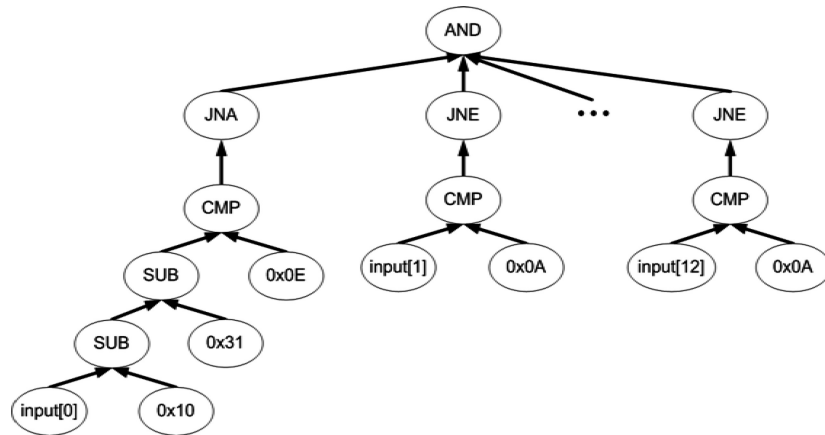 AND
JNA JNE ••• JNE
CMP CMP CMP
SUB 0x0E input[1] 0x0A input[12] 0x0A
SUB 0x31
input[0] 0x10